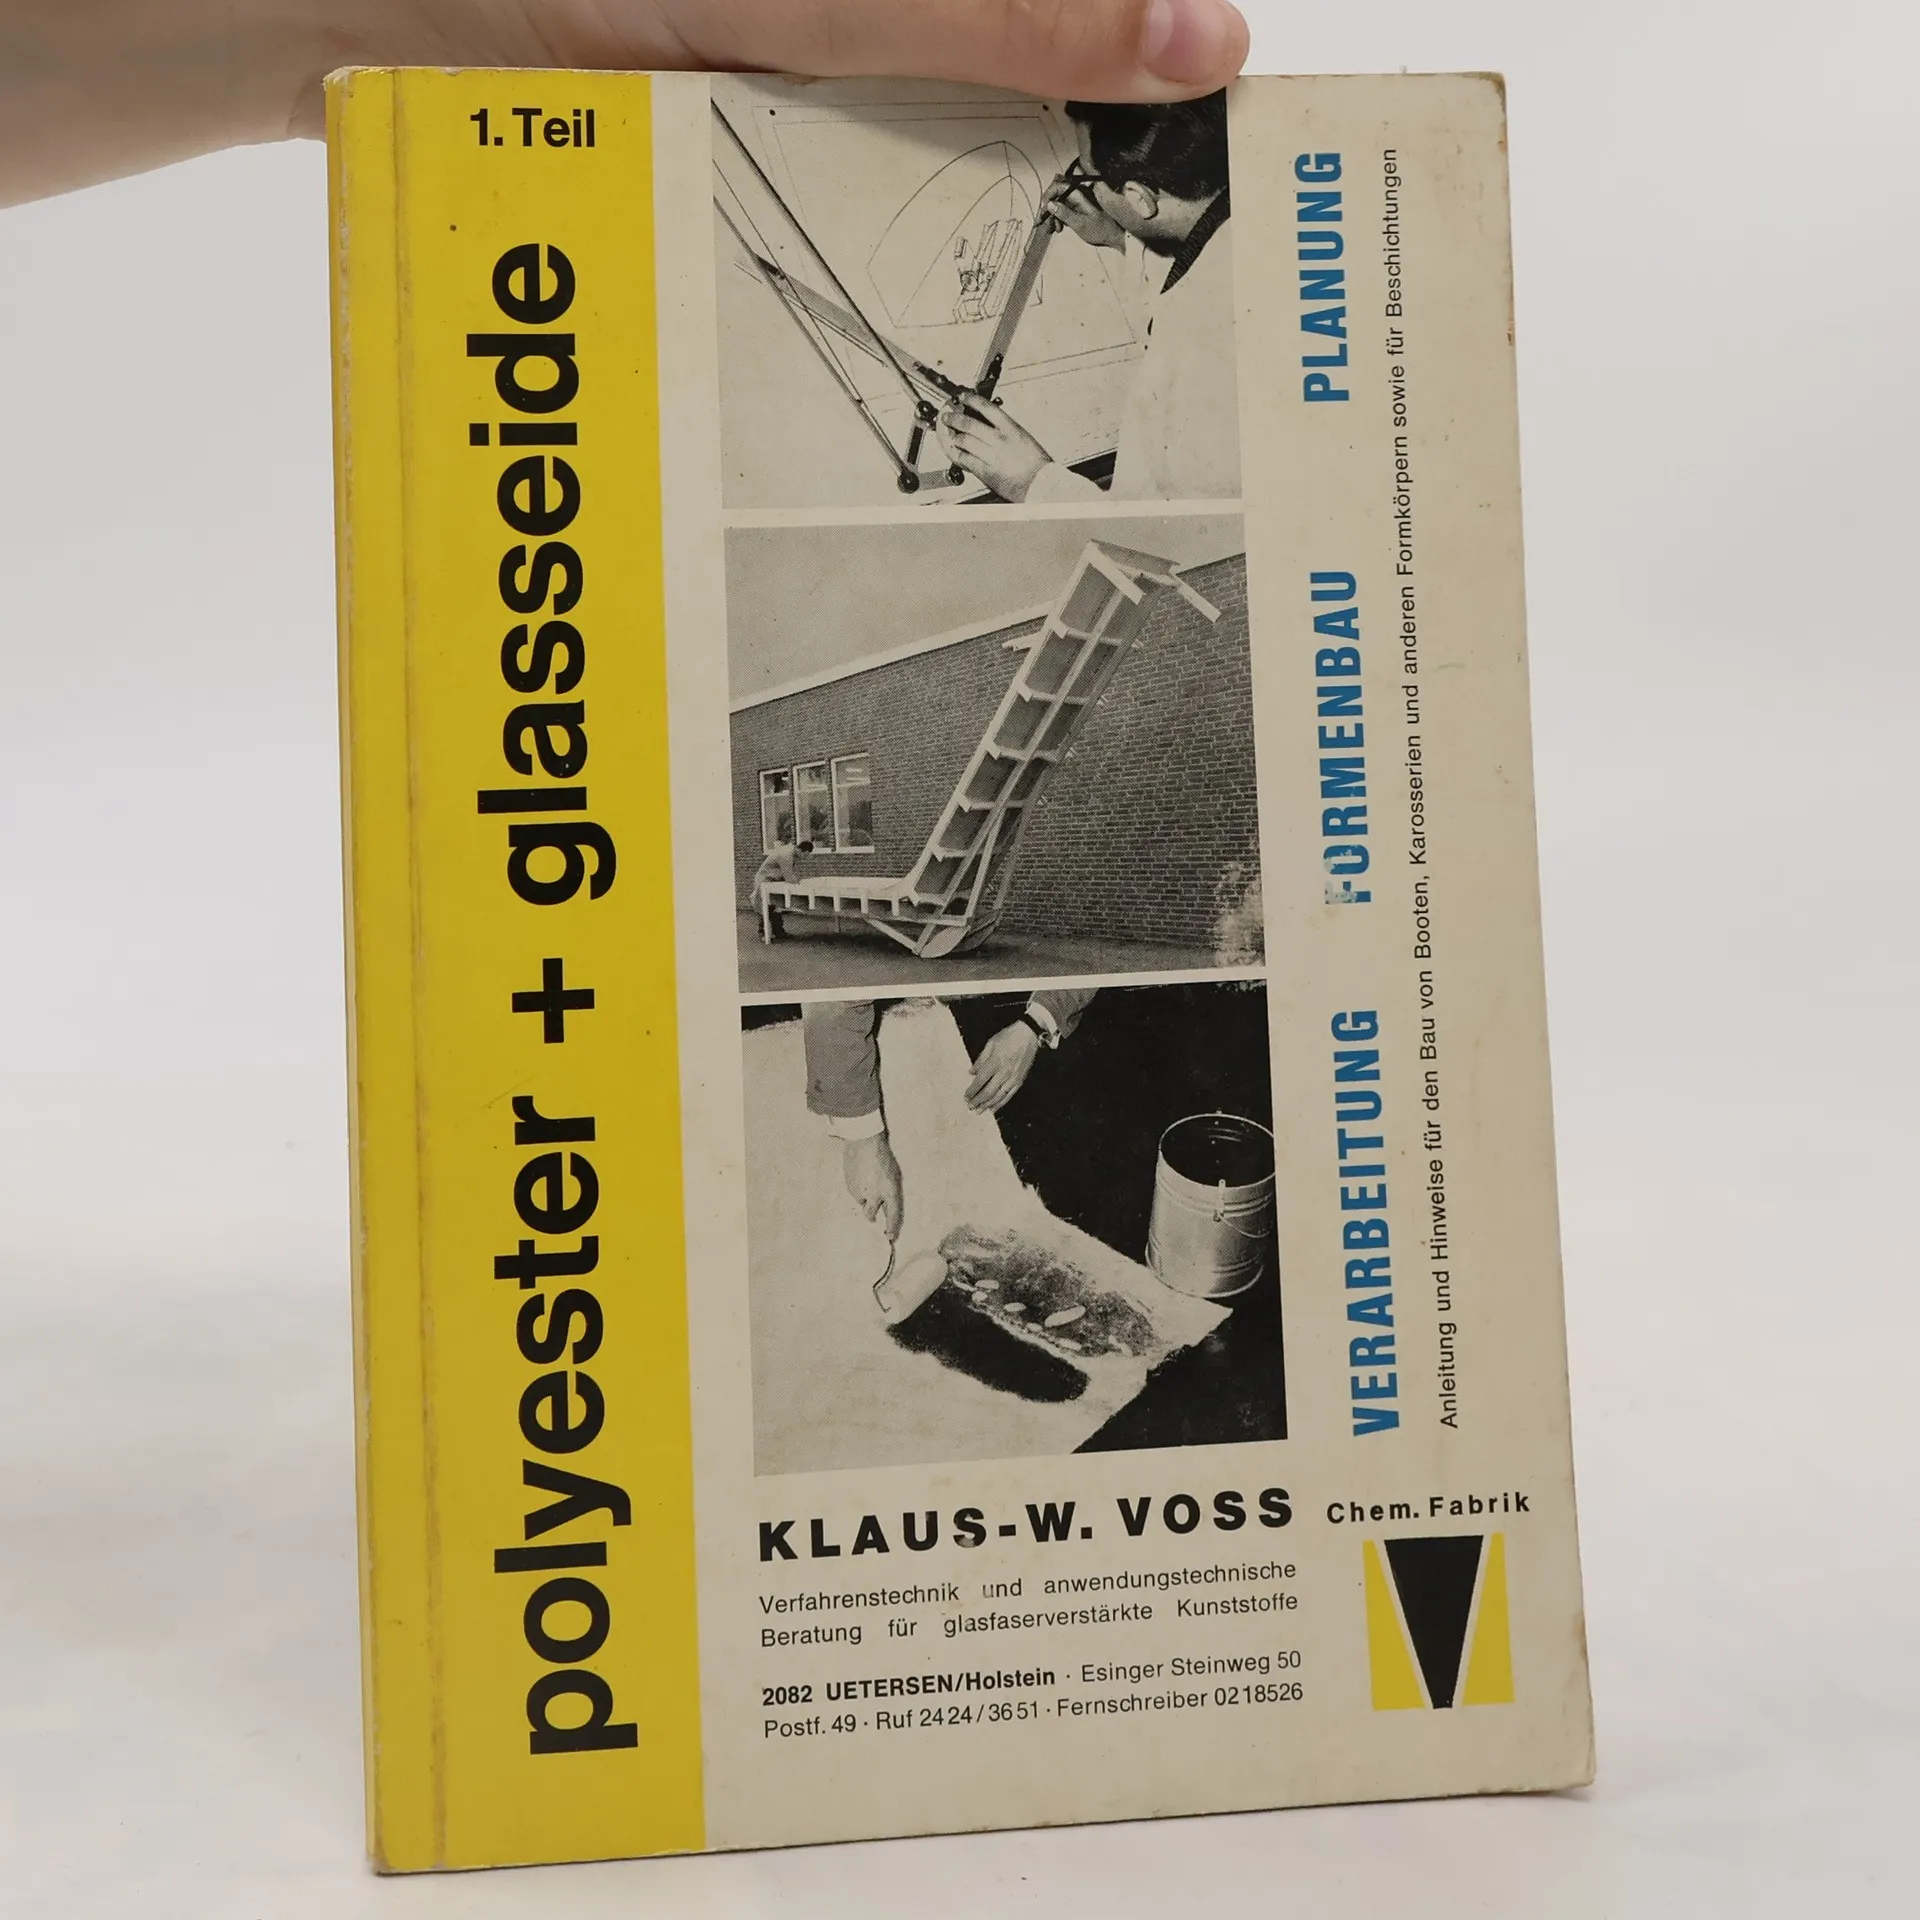 1. Teil
polyester + glasseide
PLANUNG
FORMENBAU
VERARBEITUNG
Anleitung und Hinweise für den Bau von Booten, Karosserien und anderen Formkörpern sowie für Beschichtungen
KLAUS-W. VOSS Chem. Fabrik
Verfahrenstechnik und anwendungstechnische
Beratung für glasfaserverstärkte Kunststoffe
2082 UETERSEN/Holstein · Esinger Steinweg 50
Postf. 49 · Ruf 2424/3651 · Fernschreiber 0218526